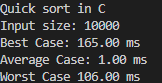 Quick sort in C
Input size: 10000
Best Case: 165.00 ms
Average Case: 1.00 ms
Worst Case 106.00 ms